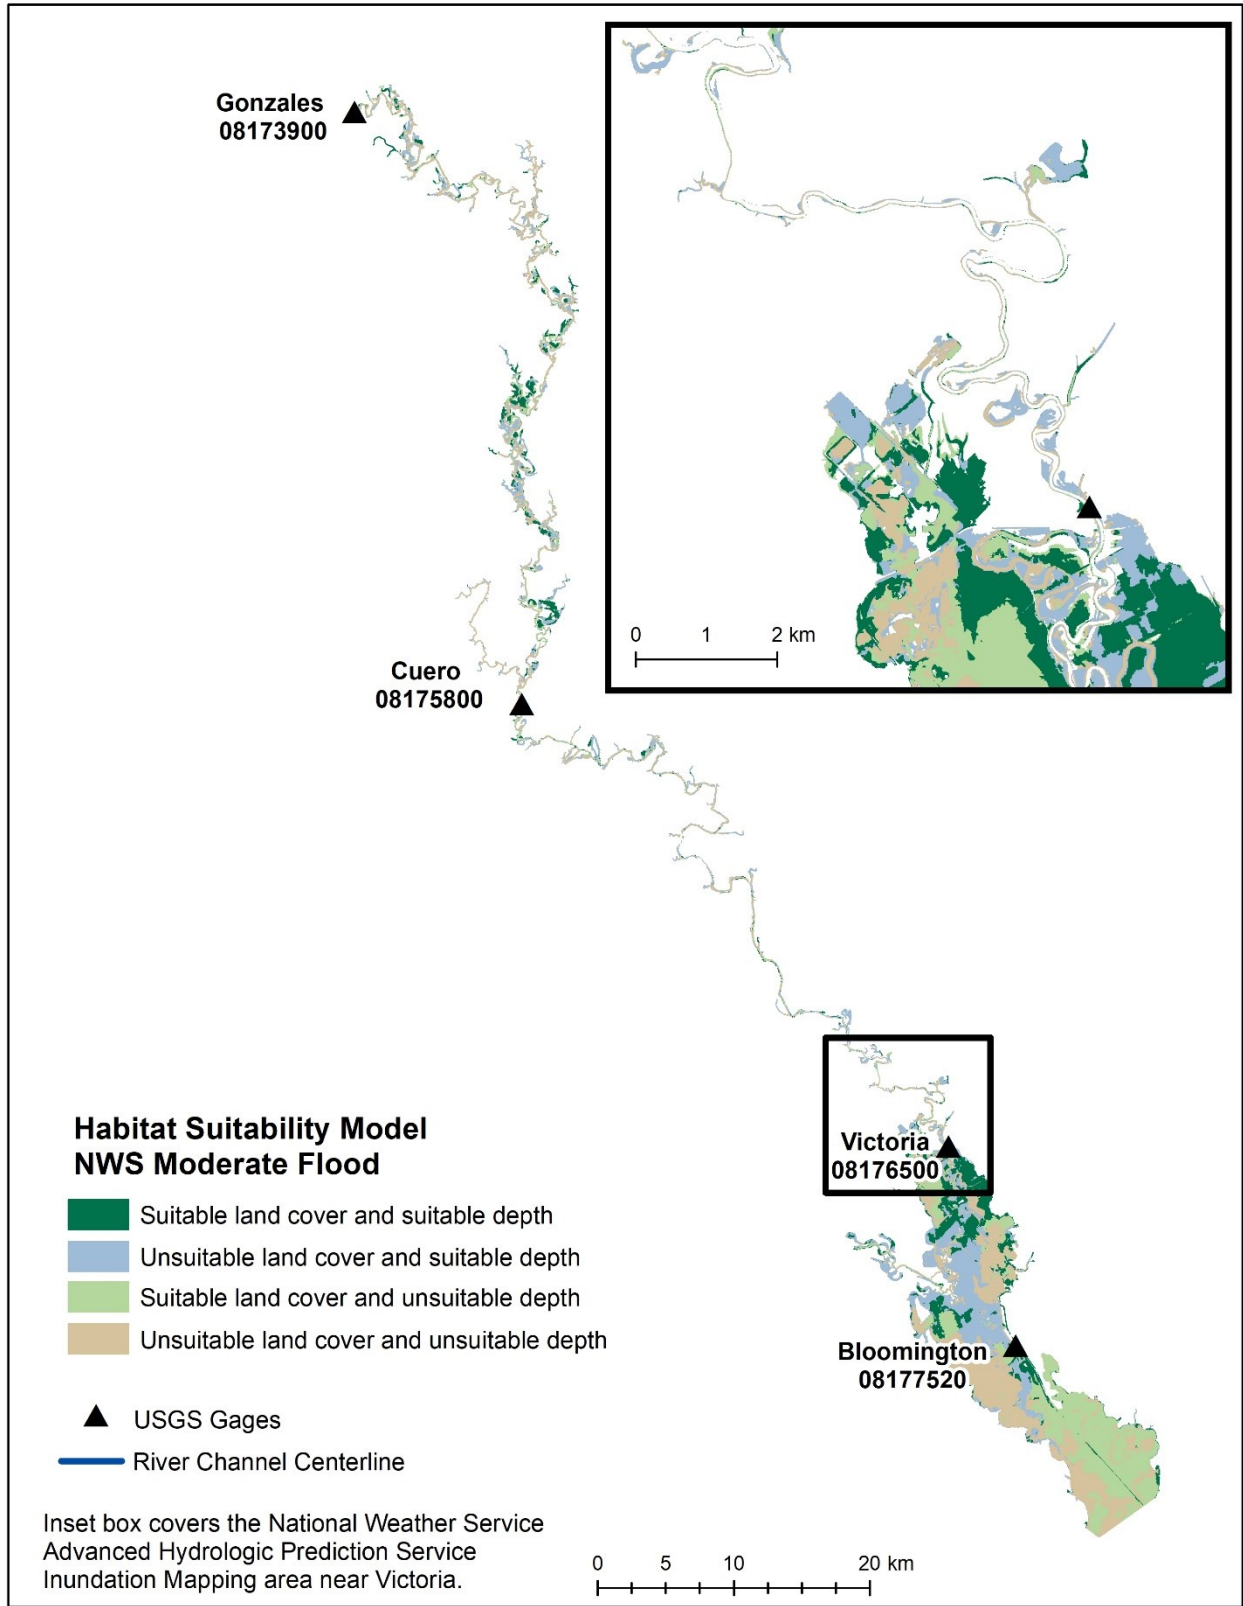 Gonzales
08173900
0 1 2 km
Cuero
08175800
Victoria
08176500
Bloomington
08177520
Habitat Suitability Model
NWS Moderate Flood
Suitable land cover and suitable depth
Unsuitable land cover and suitable depth
Suitable land cover and unsuitable depth
Unsuitable land cover and unsuitable depth
USGS Gages
River Channel Centerline
Inset box covers the National Weather Service
Advanced Hydrologic Prediction Service
Inundation Mapping area near Victoria.
0 5 10 20 km